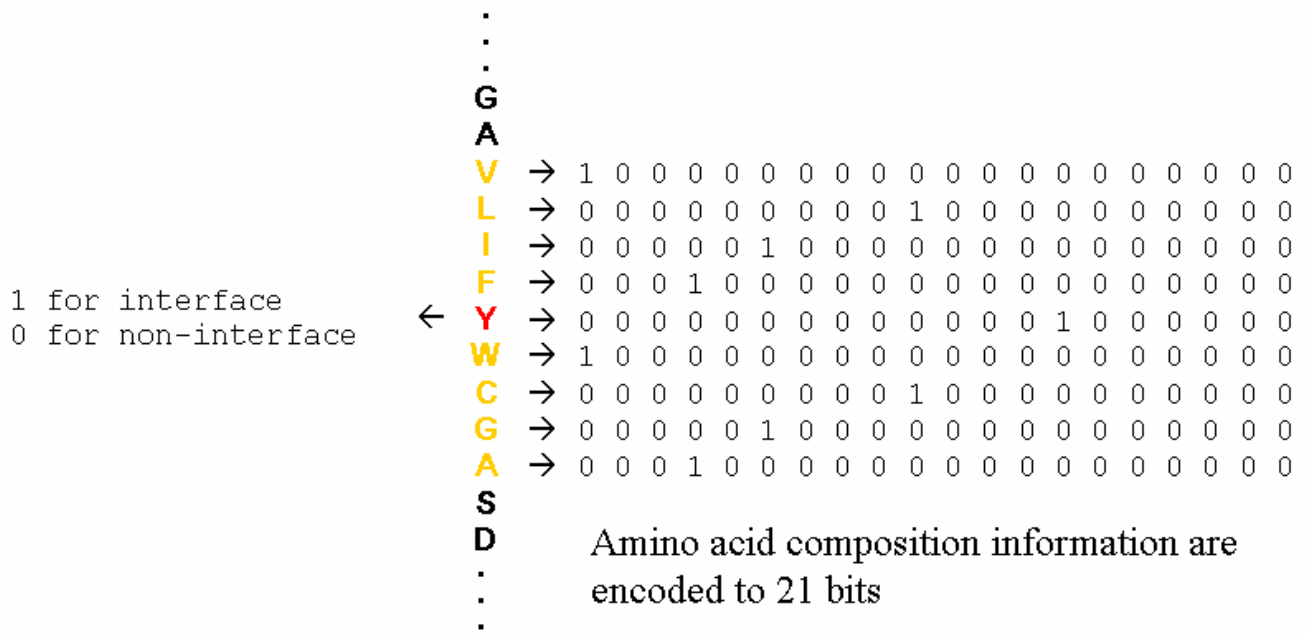 .
.
.
G
A
V → 1 0 0 0 0 0 0 0 0 0 0 0 0 0 0 0 0 0 0 0
L → 0 0 0 0 0 0 0 0 0 1 0 0 0 0 0 0 0 0 0 0
I → 0 0 0 0 0 1 0 0 0 0 0 0 0 0 0 0 0 0 0 0
F → 0 0 0 1 0 0 0 0 0 0 0 0 0 0 0 0 0 0 0 0
1 for interface
0 for non-interface
← Y → 0 0 0 0 0 0 0 0 0 0 0 0 0 1 0 0 0 0 0 0
W → 1 0 0 0 0 0 0 0 0 0 0 0 0 0 0 0 0 0 0 0
C → 0 0 0 0 0 0 0 0 0 1 0 0 0 0 0 0 0 0 0 0
G → 0 0 0 0 0 1 0 0 0 0 0 0 0 0 0 0 0 0 0 0
A → 0 0 0 1 0 0 0 0 0 0 0 0 0 0 0 0 0 0 0 0
S
D
.
.
.
Amino acid composition information are
encoded to 21 bits